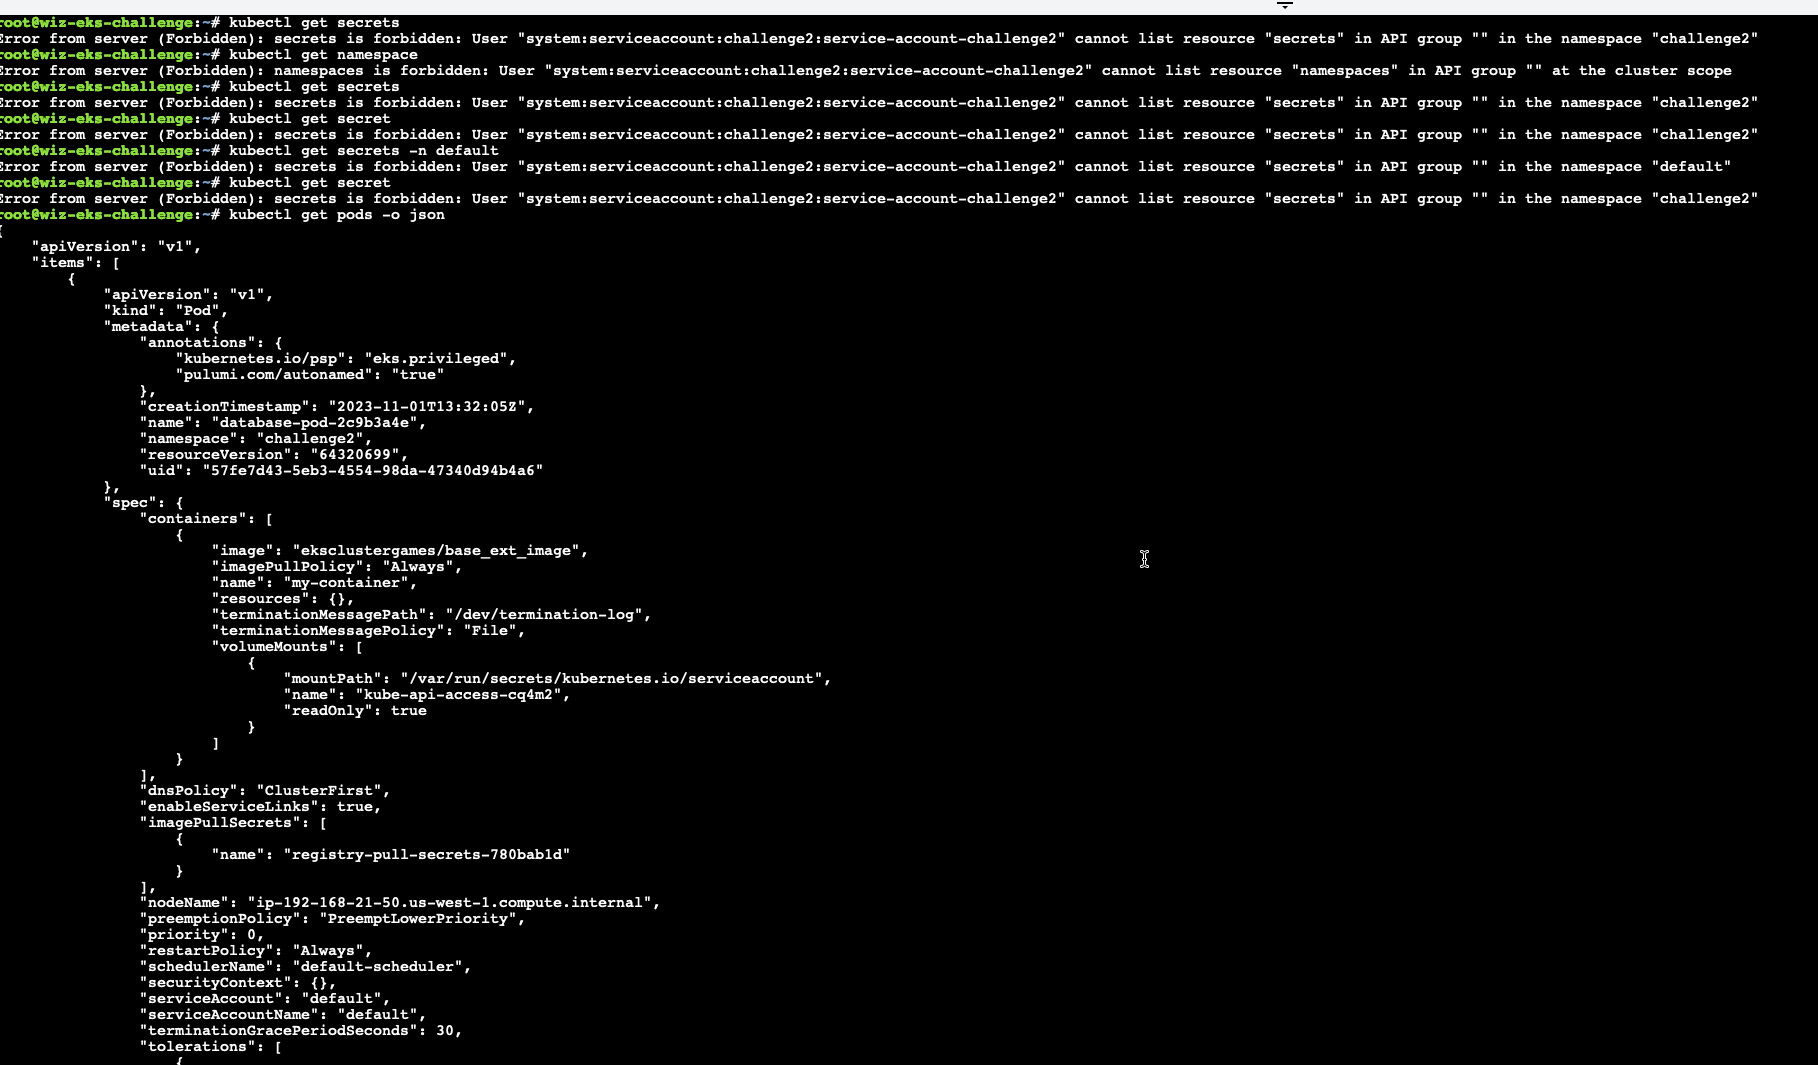 root@wiz-eks-challenge:~# kubectl get secrets
Error from server (Forbidden): secrets is forbidden: User "system:serviceaccount:challenge2:service-account-challenge2" cannot list resource "secrets" in API group "" in the namespace "challenge2"
root@wiz-eks-challenge:~# kubectl get namespace
Error from server (Forbidden): namespaces is forbidden: User "system:serviceaccount:challenge2:service-account-challenge2" cannot list resource "namespaces" in API group "" at the cluster scope
root@wiz-eks-challenge:~# kubectl get secrets
Error from server (Forbidden): secrets is forbidden: User "system:serviceaccount:challenge2:service-account-challenge2" cannot list resource "secrets" in API group "" in the namespace "challenge2"
root@wiz-eks-challenge:~# kubectl get secret
Error from server (Forbidden): secrets is forbidden: User "system:serviceaccount:challenge2:service-account-challenge2" cannot list resource "secrets" in API group "" in the namespace "challenge2"
root@wiz-eks-challenge:~# kubectl get secrets -n default
Error from server (Forbidden): secrets is forbidden: User "system:serviceaccount:challenge2:service-account-challenge2" cannot list resource "secrets" in API group "" in the namespace "default"
root@wiz-eks-challenge:~# kubectl get secret
Error from server (Forbidden): secrets is forbidden: User "system:serviceaccount:challenge2:service-account-challenge2" cannot list resource "secrets" in API group "" in the namespace "challenge2"
root@wiz-eks-challenge:~# kubectl get pods -o json
{
    "apiVersion": "v1",
    "items": [
        {
            "apiVersion": "v1",
            "kind": "Pod",
            "metadata": {
                "annotations": {
                    "kubernetes.io/psp": "eks.privileged",
                    "pulumi.com/autonamed": "true"
                },
                "creationTimestamp": "2023-11-01T13:32:05Z",
                "name": "database-pod-2c9b3a4e",
                "namespace": "challenge2",
                "resourceVersion": "64320699",
                "uid": "57fe7d43-5eb3-4554-98da-47340d94b4a6"
            },
            "spec": {
                "containers": [
                    {
                        "image": "eksclustergames/base_ext_image",
                        "imagePullPolicy": "Always",
                        "name": "my-container",
                        "resources": {},
                        "terminationMessagePath": "/dev/termination-log",
                        "terminationMessagePolicy": "File",
                        "volumeMounts": [
                            {
                                "mountPath": "/var/run/secrets/kubernetes.io/serviceaccount",
                                "name": "kube-api-access-cq4m2",
                                "readOnly": true
                            }
                        ]
                    }
                ],
                "dnsPolicy": "ClusterFirst",
                "enableServiceLinks": true,
                "imagePullSecrets": [
                    {
                        "name": "registry-pull-secrets-780bab1d"
                    }
                ],
                "nodeName": "ip-192-168-21-50.us-west-1.compute.internal",
                "preemptionPolicy": "PreemptLowerPriority",
                "priority": 0,
                "restartPolicy": "Always",
                "schedulerName": "default-scheduler",
                "securityContext": {},
                "serviceAccount": "default",
                "serviceAccountName": "default",
                "terminationGracePeriodSeconds": 30,
                "tolerations": [
                    {